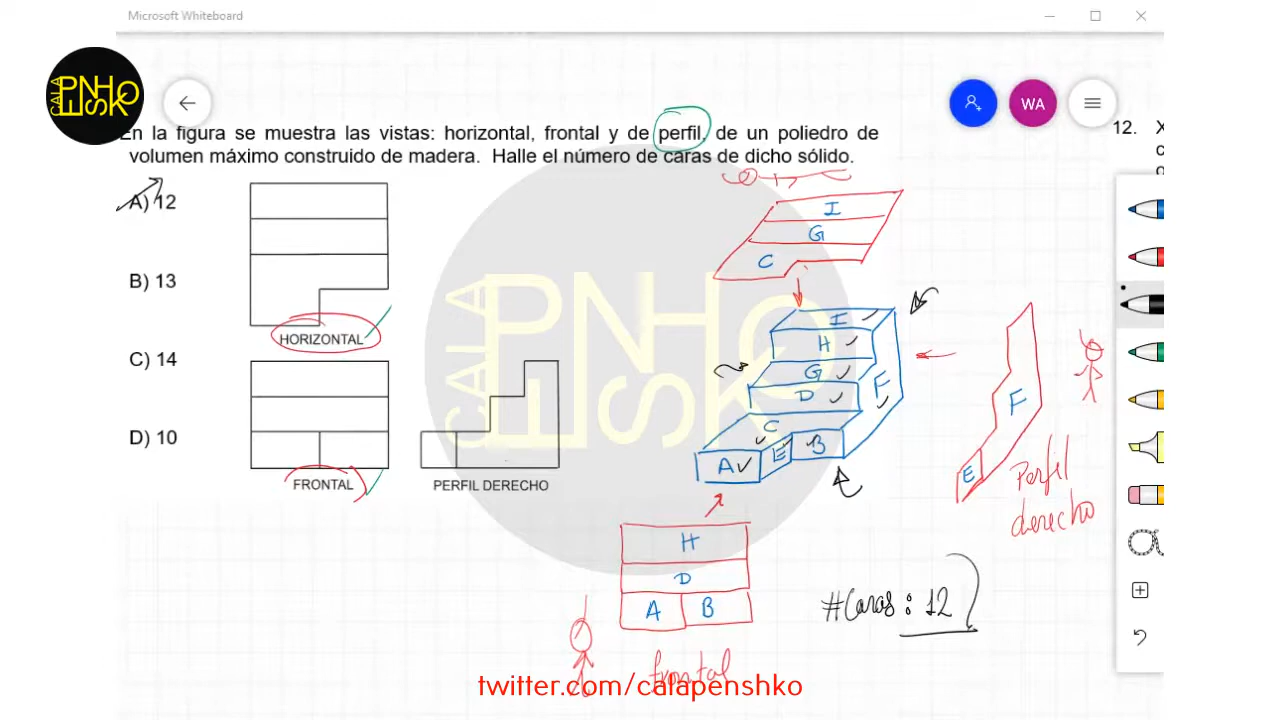 Microsoft Whiteboard
CALA
PENHOSK
WA
En la figura se muestra las vistas: horizontal, frontal y de perfil, de un poliedro de
volumen máximo construido de madera. Halle el número de caras de dicho sólido.
12. X
c
q
A) 12
B) 13
C) 14
D) 10
HORIZONTAL
FRONTAL
PERFIL DERECHO
I
G
C
I
H
G
D
F
C
A
E
B
F
E
Perfil
derecho
H
D
A
B
frontal
#Caras: 12
CALA
twitter.com/calapenshko